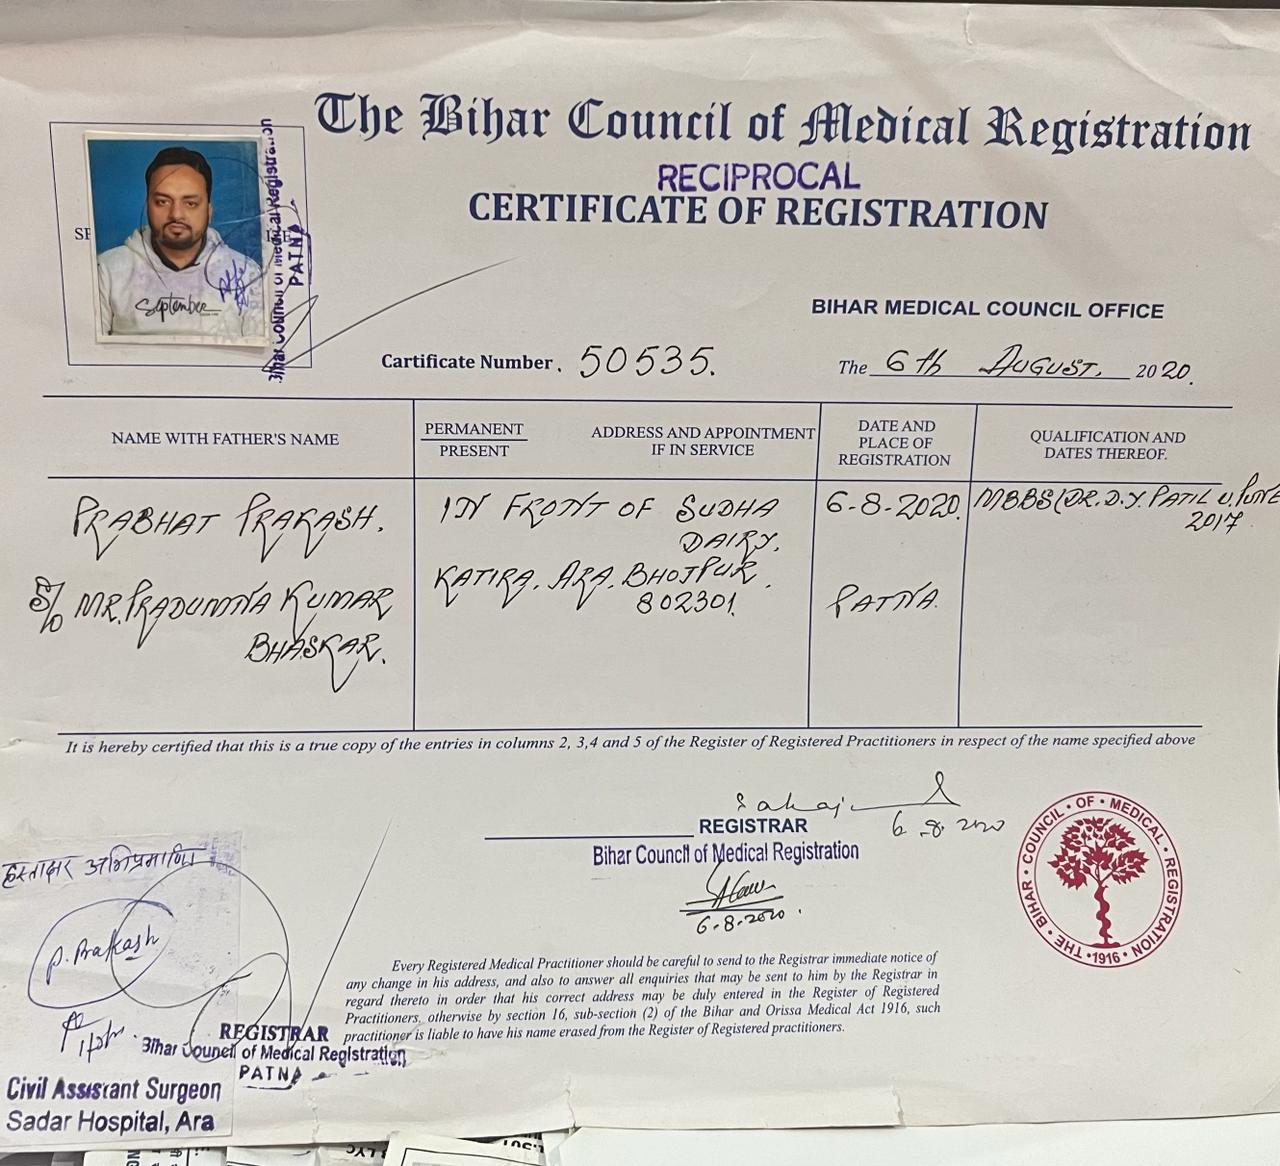 The Bihar Council of Medical Registration
RECIPROCAL
CERTIFICATE OF REGISTRATION
Bihar Council of Medical Registration
PATNA
September
BIHAR MEDICAL COUNCIL OFFICE
Certificate Number. 50535.
The 6th AUGUST, 2020.
NAME WITH FATHER'S NAME
PERMANENT
PRESENT
ADDRESS AND APPOINTMENT
IF IN SERVICE
DATE AND
PLACE OF
REGISTRATION
QUALIFICATION AND
DATES THEREOF.
PRABHAT PRAKASH.
S/o MR. PRADUMNA KUMAR
BHASKAR.
IN FRONT OF SUDHA
DAIRY,
KATIRA. ARA. BHOJPUR.
802301.
6-8-2020.
PATNA.
MBBS(DR. D.Y. PATIL U, PUNE
2017
It is hereby certified that this is a true copy of the entries in columns 2, 3,4 and 5 of the Register of Registered Practitioners in respect of the name specified above
6.8.2020
REGISTRAR
Bihar Council of Medical Registration
6-8-2020.
THE • BIHAR • COUNCIL • OF • MEDICAL • REGISTRATION
•1916•
हस्ताक्षर अभिप्रमाणित
P. Prakash
Every Registered Medical Practitioner should be careful to send to the Registrar immediate notice of
any change in his address, and also to answer all enquiries that may be sent to him by the Registrar in
regard thereto in order that his correct address may be duly entered in the Register of Registered
Practitioners, otherwise by section 16, sub-section (2) of the Bihar and Orissa Medical Act 1916, such
practitioner is liable to have his name erased from the Register of Registered practitioners.
REGISTRAR
Bihar Council of Medical Registration
PATNA
Civil Assistant Surgeon
Sadar Hospital, Ara